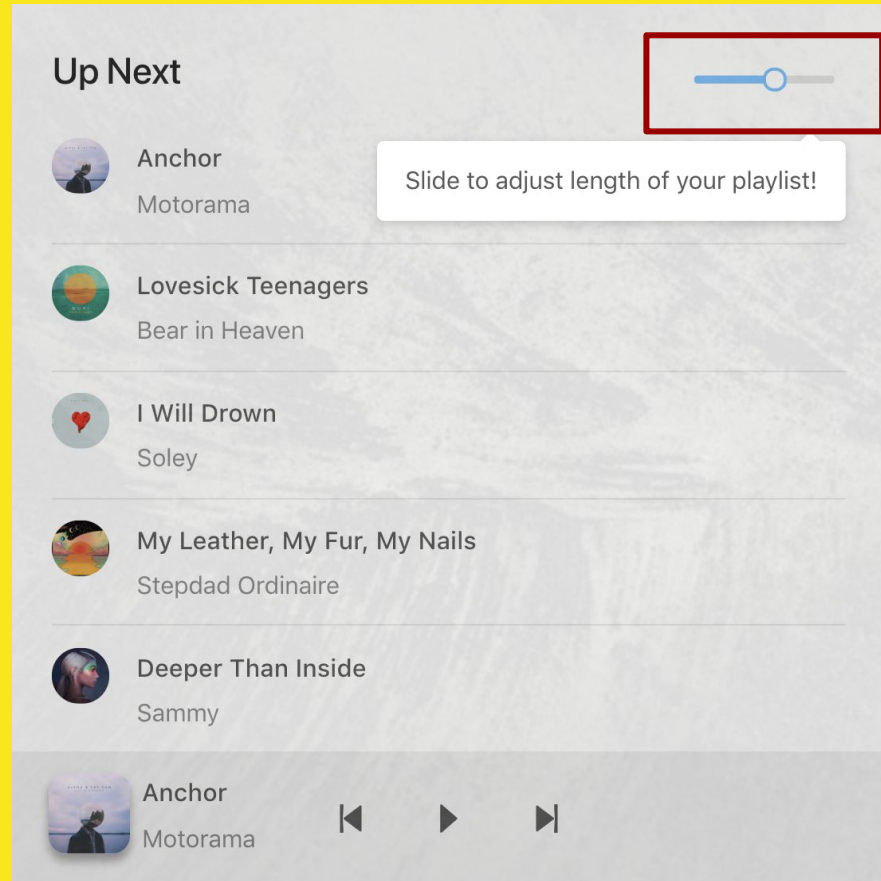 Up Next
Slide to adjust length of your playlist!
Anchor
Motorama
Lovesick Teenagers
Bear in Heaven
I Will Drown
Soley
My Leather, My Fur, My Nails
Stepdad Ordinaire
Deeper Than Inside
Sammy
Anchor
Motorama